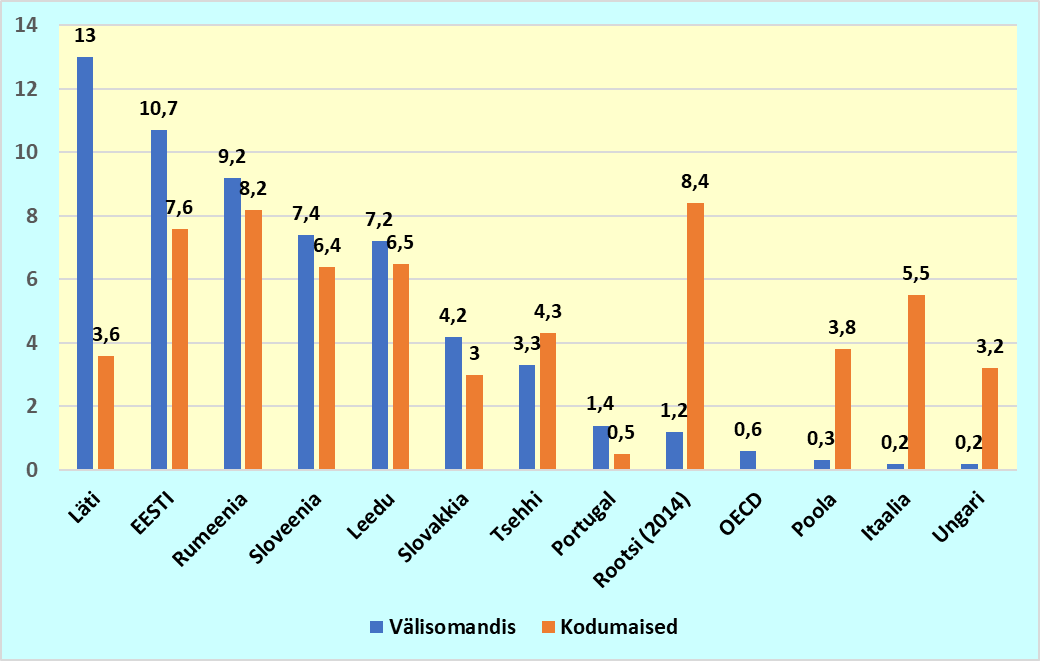 14
12
10
8
6
4
2
0
13 10,7 9,2 7,4 7,2 4,2 3,3 1,4 1,2 0,6 0,3 0,2 0,2
3,6 7,6 8,2 6,4 6,5 3 4,3 0,5 8,4 3,8 5,5 3,2
Läti EESTI Rumeenia Sloveenia Leedu Slovakkia Tsehhi Portugal Rootsi (2014) OECD Poola Itaalia Ungari
Välisomandis Kodumaised